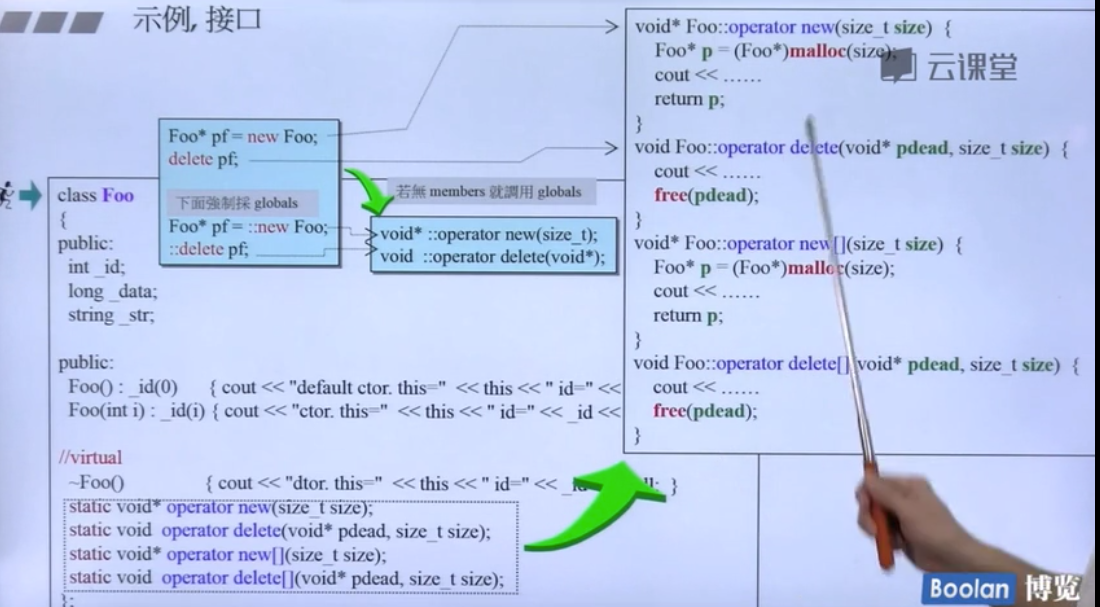 示例, 接口
void* Foo::operator new(size_t size) {
Foo* p = (Foo*)malloc(size);
cout << ……
return p;
}
void Foo::operator delete(void* pdead, size_t size) {
cout << ……
free(pdead);
}
void* Foo::operator new[](size_t size) {
Foo* p = (Foo*)malloc(size);
cout << ……
return p;
}
void Foo::operator delete[](void* pdead, size_t size) {
cout << ……
free(pdead);
}
云课堂
Foo* pf = new Foo;
delete pf;
下面強制採 globals
Foo* pf = ::new Foo;
::delete pf;
若無 members 就調用 globals
void* ::operator new(size_t);
void ::operator delete(void*);
class Foo
{
public:
int _id;
long _data;
string _str;
public:
Foo() : _id(0) { cout << "default ctor. this=" << this << " id=" <<
Foo(int i) : _id(i) { cout << "ctor. this=" << this << " id=" << _id <<
//virtual
~Foo() { cout << "dtor. this=" << this << " id=" << }
static void* operator new(size_t size);
static void operator delete(void* pdead, size_t size);
static void* operator new[](size_t size);
static void operator delete[](void* pdead, size_t size);
};
Boolan 博览